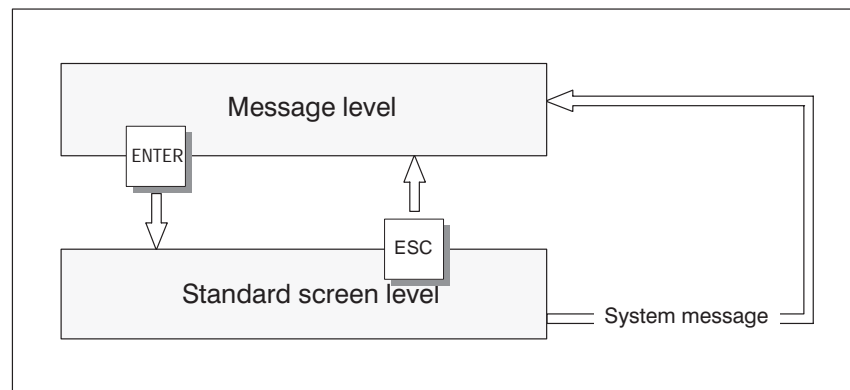 Message level
ENTER
ESC
Standard screen level
System message